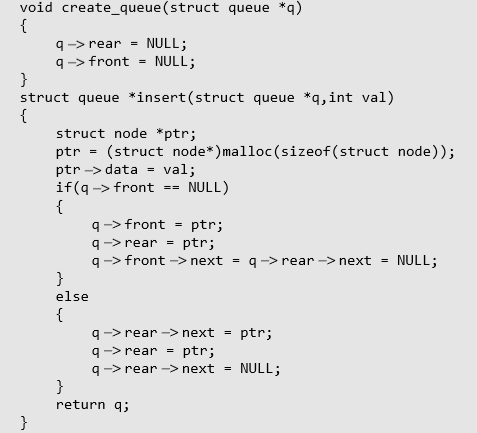 void create_queue(struct queue *q)
{
q –> rear = NULL;
q –> front = NULL;
}
struct queue *insert(struct queue *q,int val)
{
struct node *ptr;
ptr = (struct node*)malloc(sizeof(struct node));
ptr –> data = val;
if(q –> front == NULL)
{
q –> front = ptr;
q –> rear = ptr;
q –> front –> next = q –> rear –> next = NULL;
}
else
{
q –> rear –> next = ptr;
q –> rear = ptr;
q –> rear –> next = NULL;
}
return q;
}